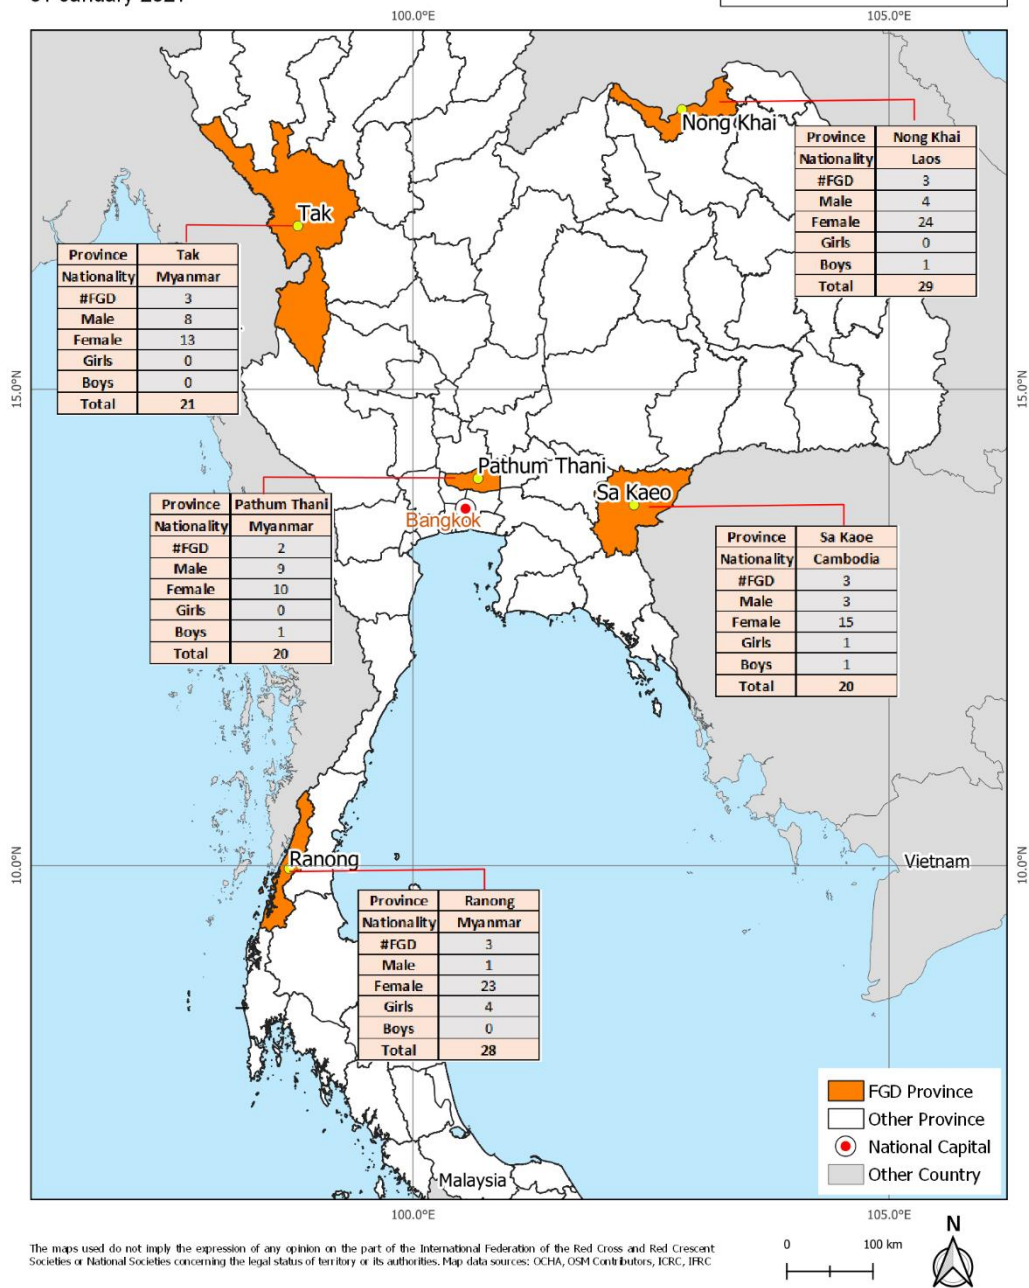 100.0°E
105.0°E
Nong Khai
Province Nong Khai
Nationality Laos
#FGD 3
Male 4
Female 24
Girls 0
Boys 1
Total 29
Tak
Province Tak
Nationality Myanmar
#FGD 3
Male 8
Female 13
Girls 0
Boys 0
Total 21
15.0°N
15.0°N
Pathum Thani
Province Pathum Thani
Nationality Myanmar
#FGD 2
Male 9
Female 10
Girls 0
Boys 1
Total 20
Bangkok
Sa Kaeo
Province Sa Kaoe
Nationality Cambodia
#FGD 3
Male 3
Female 15
Girls 1
Boys 1
Total 20
10.0°N
10.0°N
Ranong
Vietnam
Province Ranong
Nationality Myanmar
#FGD 3
Male 1
Female 23
Girls 4
Boys 0
Total 28
Malaysia
FGD Province
Other Province
National Capital
Other Country
100.0°E
105.0°E
The maps used do not imply the expression of any opinion on the part of the International Federation of the Red Cross and Red Crescent
Societies or National Societies concerning the legal status of territory or its authorities. Map data sources: OCHA, OSM Contributors, ICRC, IFRC
0 100 km
N